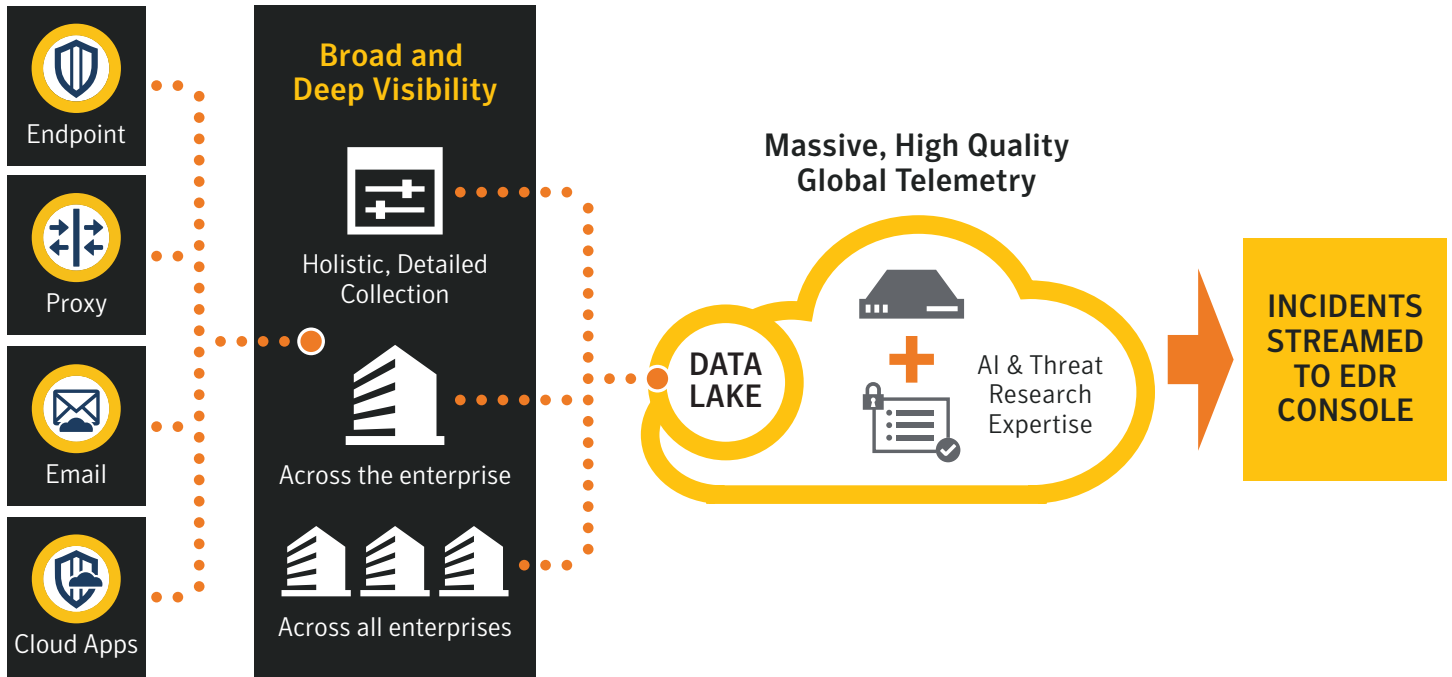 Endpoint
Proxy
Email
Cloud Apps
Broad and
Deep Visibility
Holistic, Detailed
Collection
Across the enterprise
Across all enterprises
Massive, High Quality
Global Telemetry
DATA
LAKE
AI & Threat
Research
Expertise
INCIDENTS
STREAMED
TO EDR
CONSOLE